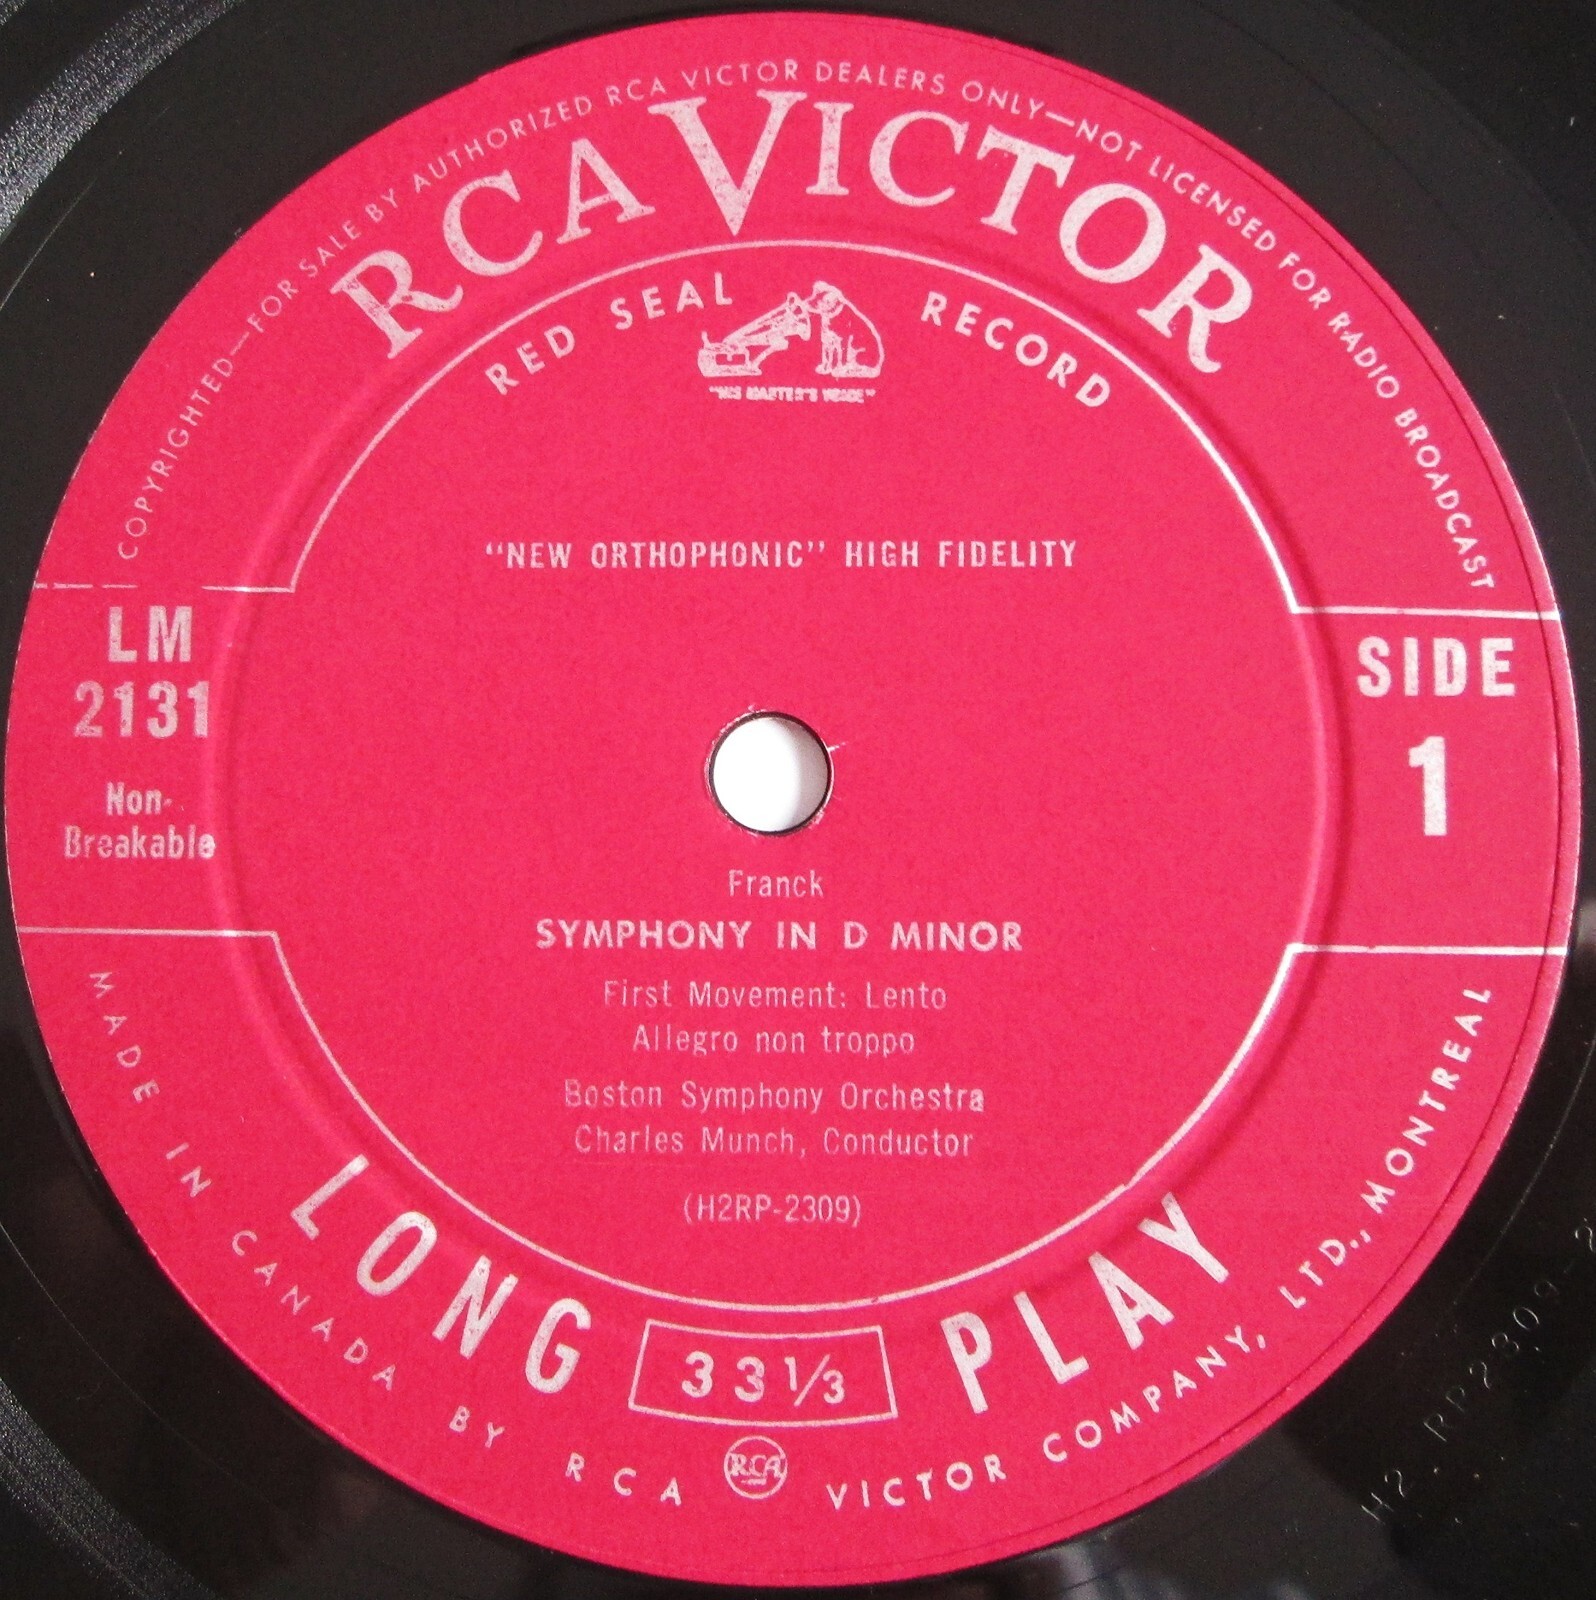 COPYRIGHTED—FOR SALE BY AUTHORIZED RCA VICTOR DEALERS ONLY—NOT LICENSED FOR RADIO BROADCAST
RCA VICTOR
RED SEAL RECORD
"HIS MASTER'S VOICE"
"NEW ORTHOPHONIC" HIGH FIDELITY
LM
2131
Non-
Breakable
SIDE
1
Franck
SYMPHONY IN D MINOR
First Movement: Lento
Allegro non troppo
Boston Symphony Orchestra
Charles Munch, Conductor
(H2RP-2309)
LONG PLAY
33 1/3
MADE IN CANADA BY RCA VICTOR COMPANY, LTD., MONTREAL
RCA